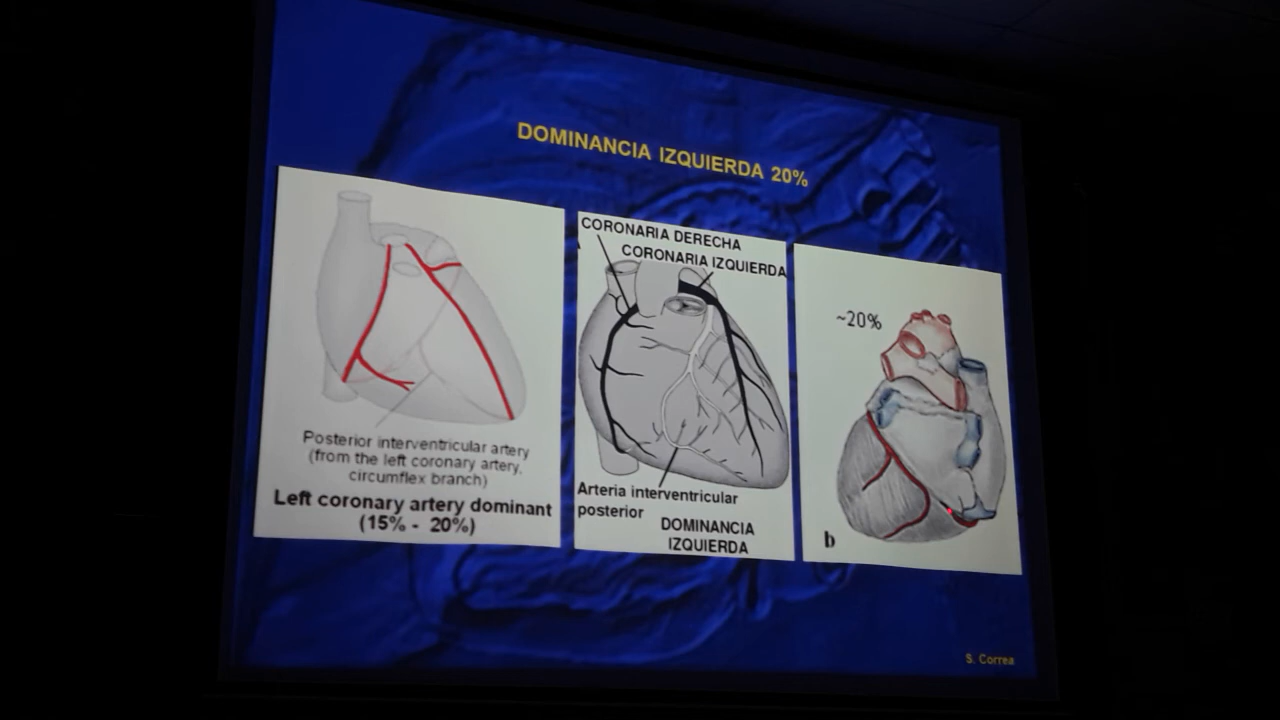 DOMINANCIA IZQUIERDA 20%
Posterior interventricular artery
(from the left coronary artery,
circumflex branch)
Left coronary artery dominant
(15% - 20%)
CORONARIA DERECHA
CORONARIA IZQUIERDA
Arteria interventricular
posterior
DOMINANCIA
IZQUIERDA
~20%
b
S. Correa